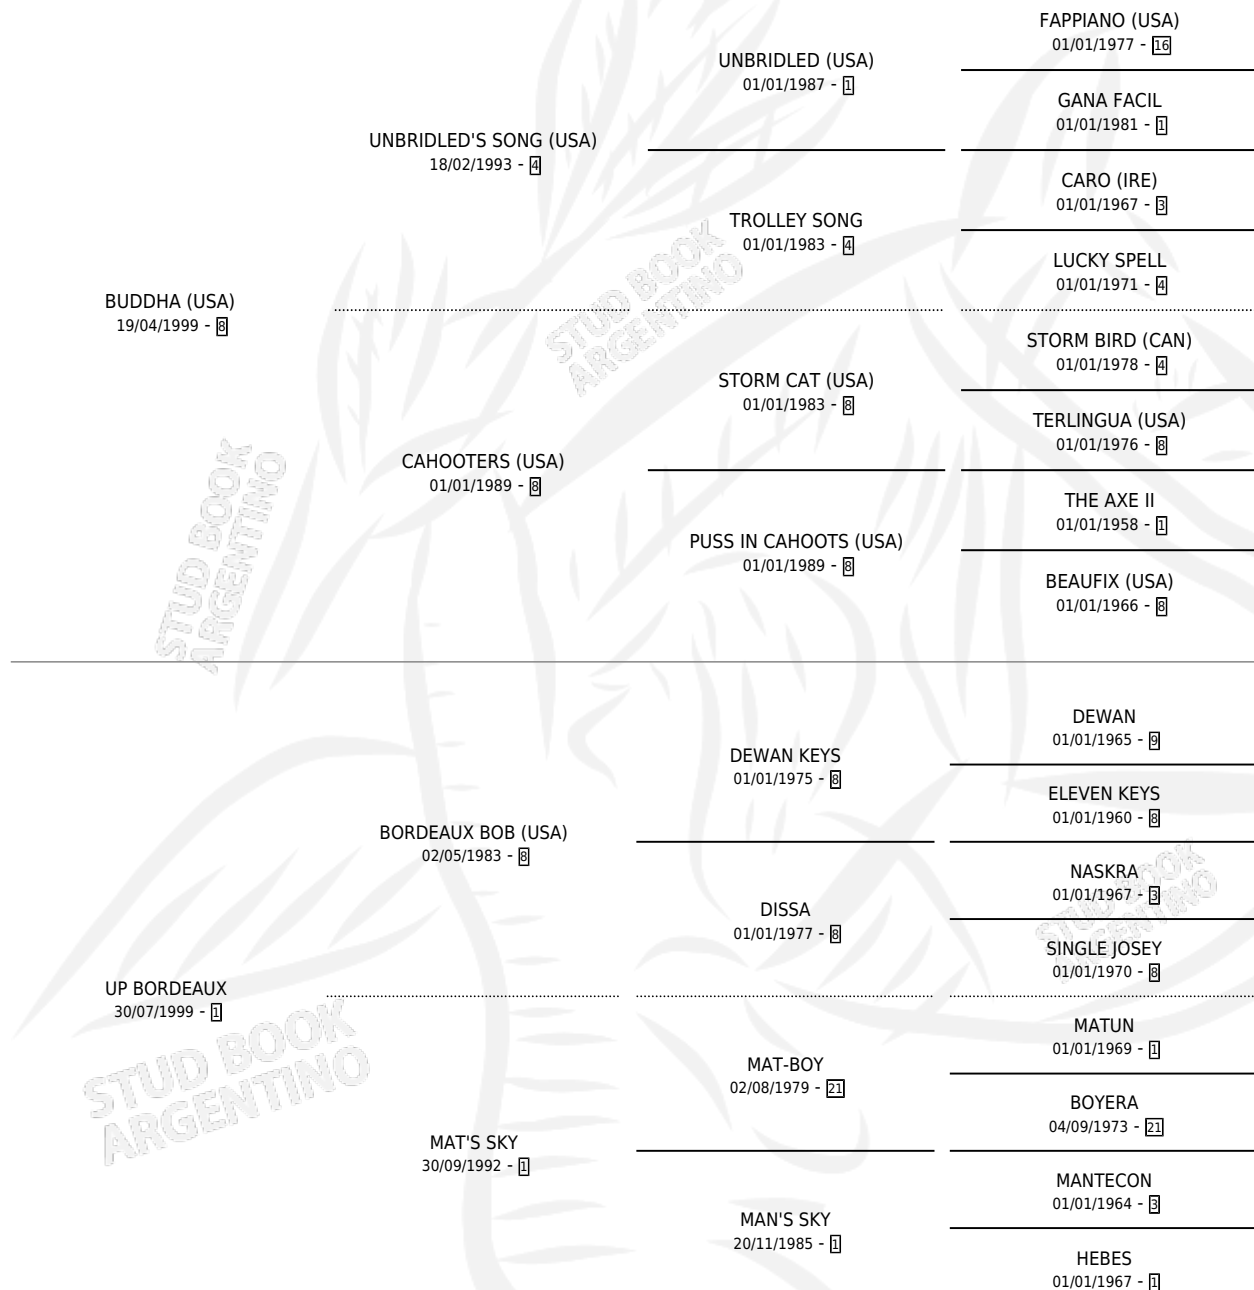 FAPPIANO (USA)
01/01/1977 - 16
UNBRIDLED (USA)
01/01/1987 - 1
GANA FACIL
01/01/1981 - 1
UNBRIDLED'S SONG (USA)
18/02/1993 - 4
CARO (IRE)
01/01/1967 - 3
TROLLEY SONG
01/01/1983 - 4
LUCKY SPELL
01/01/1971 - 4
BUDDHA (USA)
19/04/1999 - 8
STORM BIRD (CAN)
01/01/1978 - 4
STORM CAT (USA)
01/01/1983 - 8
TERLINGUA (USA)
01/01/1976 - 8
CAHOOTERS (USA)
01/01/1989 - 8
THE AXE II
01/01/1958 - 1
PUSS IN CAHOOTS (USA)
01/01/1989 - 8
BEAUFIX (USA)
01/01/1966 - 8
DEWAN
01/01/1965 - 9
DEWAN KEYS
01/01/1975 - 8
ELEVEN KEYS
01/01/1960 - 8
BORDEAUX BOB (USA)
02/05/1983 - 8
NASKRA
01/01/1967 - 3
DISSA
01/01/1977 - 8
SINGLE JOSEY
01/01/1970 - 8
UP BORDEAUX
30/07/1999 - 1
MATUN
01/01/1969 - 1
MAT-BOY
02/08/1979 - 21
BOYERA
04/09/1973 - 21
MAT'S SKY
30/09/1992 - 1
MANTECON
01/01/1964 - 3
MAN'S SKY
20/11/1985 - 1
HEBES
01/01/1967 - 1
STUD BOOK
ARGENTINO
STUD BOOK
ARGENTINO
STUD BOOK
ARGENTINO
STUD BOOK
ARGENTINO